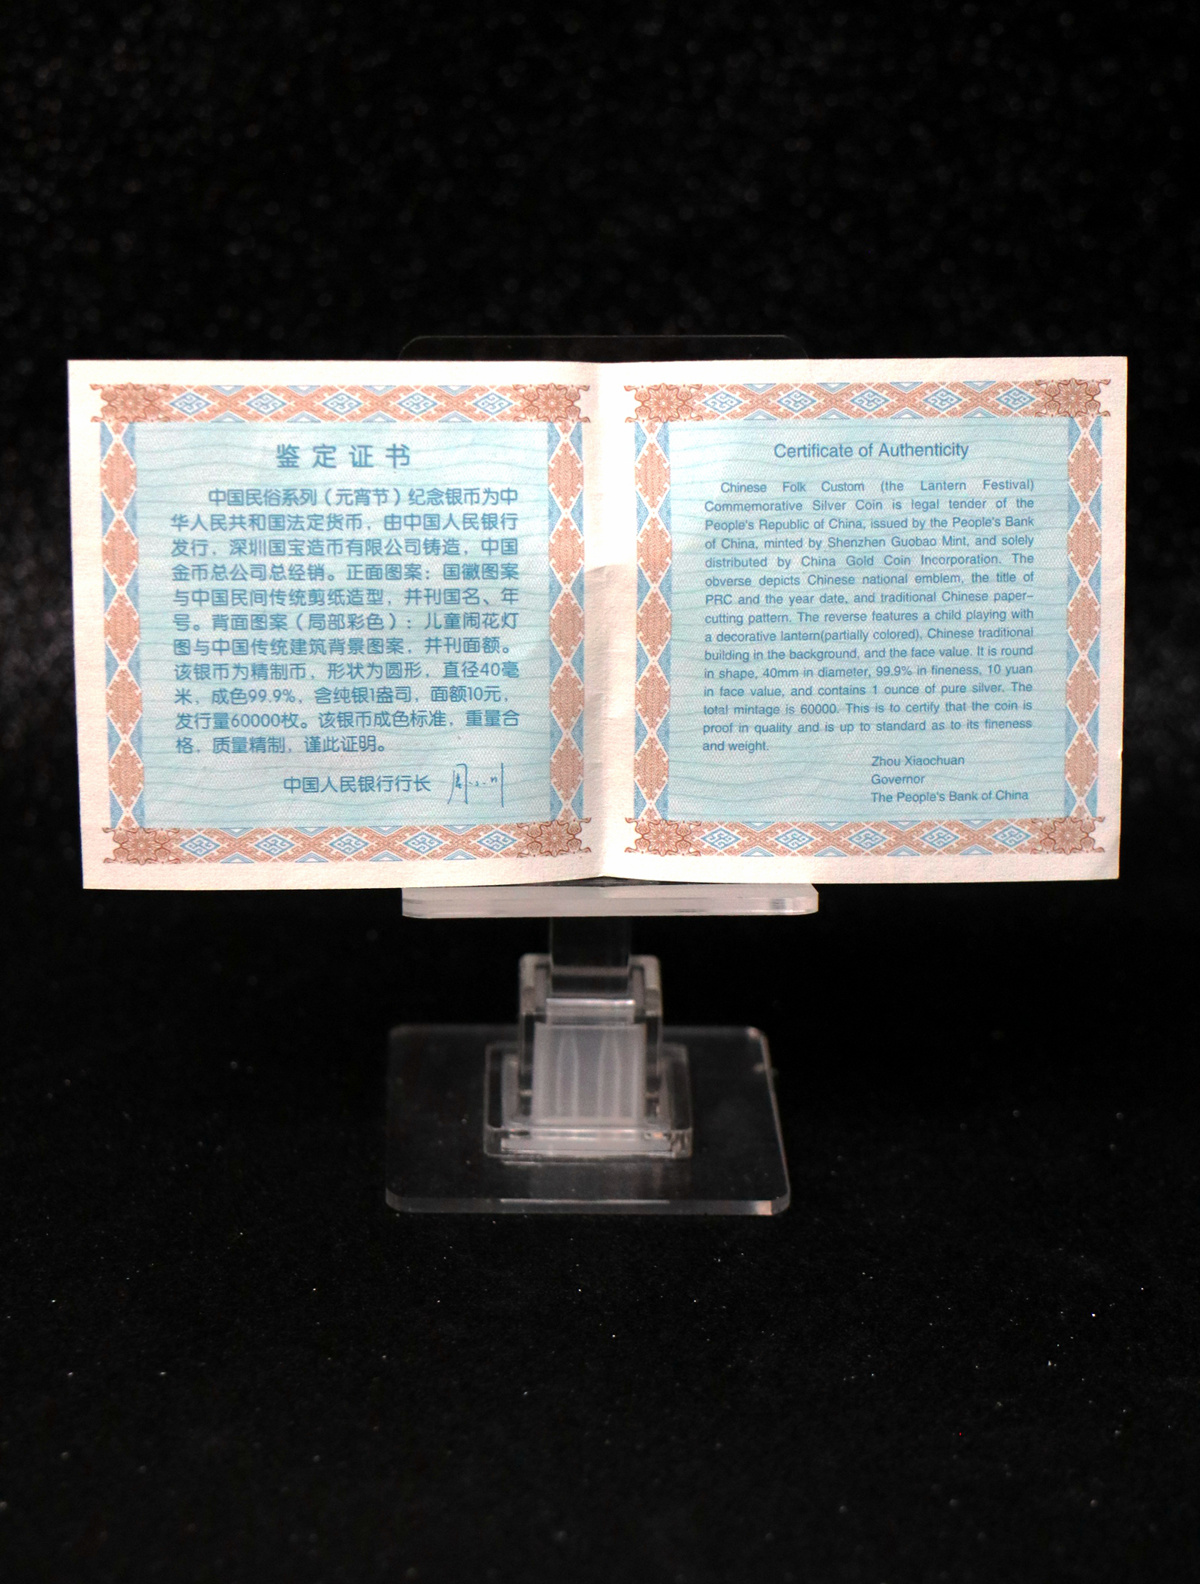 鉴定证书
中国民俗系列（元宵节）纪念银币为中
华人民共和国法定货币，由中国人民银行
发行，深圳国宝造币有限公司铸造，中国
金币总公司总经销。正面图案：国徽图案
与中国民间传统剪纸造型，并刊国名、年
号。背面图案（局部彩色）：儿童闹花灯
图与中国传统建筑背景图案，并刊面额。
该银币为精制币，形状为圆形，直径40毫
米，成色99.9%，含纯银1盎司，面额10元，
发行量60000枚。该银币成色标准，重量合
格，质量精制，谨此证明。
中国人民银行行长
Certificate of Authenticity
Chinese Folk Custom (the Lantern Festival)
Commemorative Silver Coin is legal tender of the
People's Republic of China, issued by the People's Bank
of China, minted by Shenzhen Guobao Mint, and solely
distributed by China Gold Coin Incorporation. The
obverse depicts Chinese national emblem, the title of
PRC and the year date, and traditional Chinese paper-
cutting pattern. The reverse features a child playing with
a decorative lantern(partially colored), Chinese traditional
building in the background, and the face value. It is round
in shape, 40mm in diameter, 99.9% in fineness, 10 yuan
in face value, and contains 1 ounce of pure silver. The
total mintage is 60000. This is to certify that the coin is
proof in quality and is up to standard as to its fineness
and weight.
Zhou Xiaochuan
Governor
The People's Bank of China